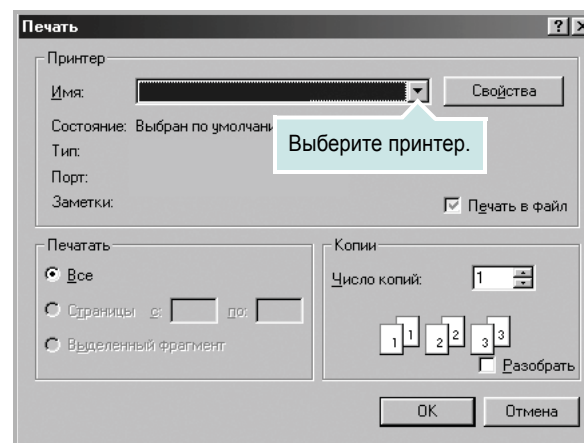 Печать
Принтер
Имя:
Свойства
Состояние: Выбран по умолчани
Выберите принтер.
Тип:
Порт:
Заметки:
Печать в файл
Печатать
Все
Страницы с: по:
Выделенный фрагмент
Копии
Число копий: 1
1 1 2 2 3 3
Разобрать
OK
Отмена